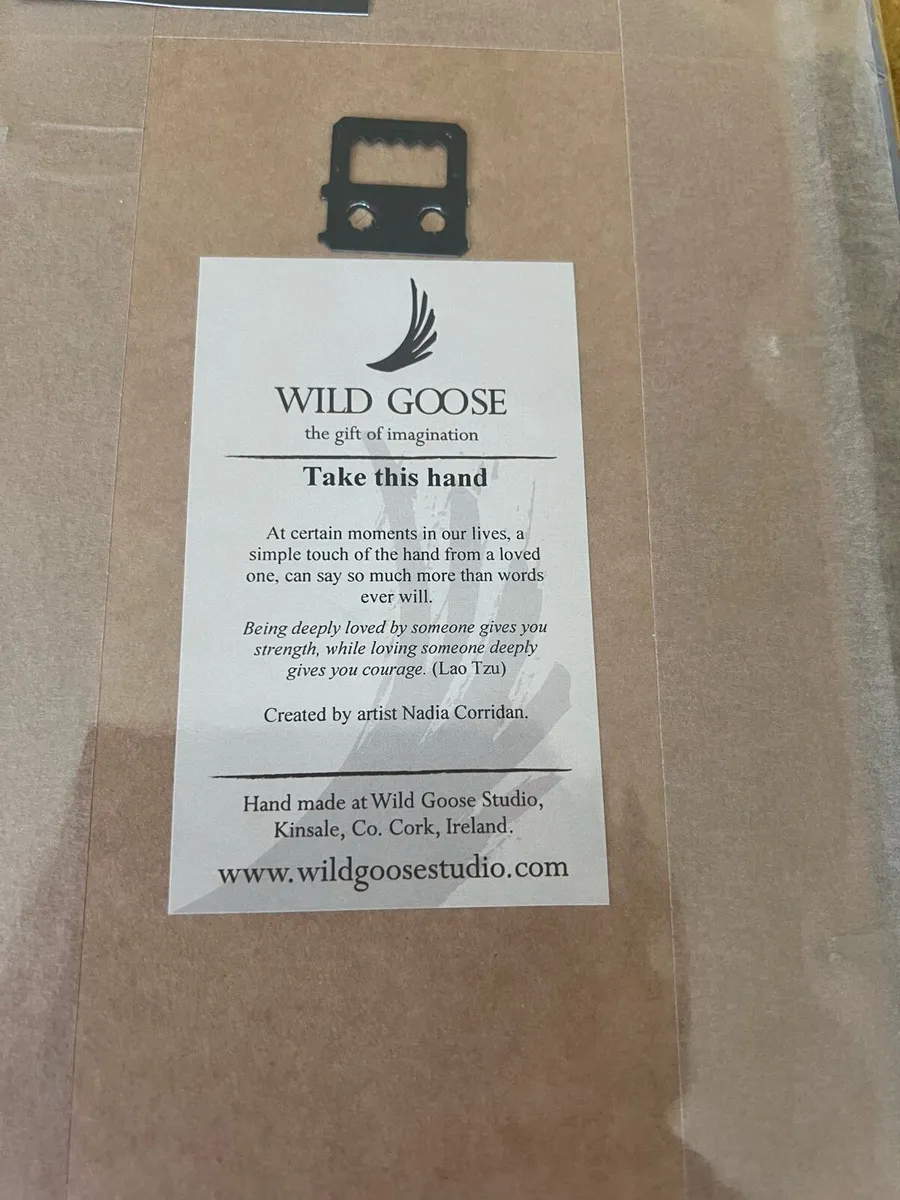 WILD GOOSE
the gift of imagination
Take this hand
At certain moments in our lives, a
simple touch of the hand from a loved
one, can say so much more than words
ever will.
Being deeply loved by someone gives you
strength, while loving someone deeply
gives you courage. (Lao Tzu)
Created by artist Nadia Corridan.
Hand made at Wild Goose Studio,
Kinsale, Co. Cork, Ireland.
www.wildgoosestudio.com